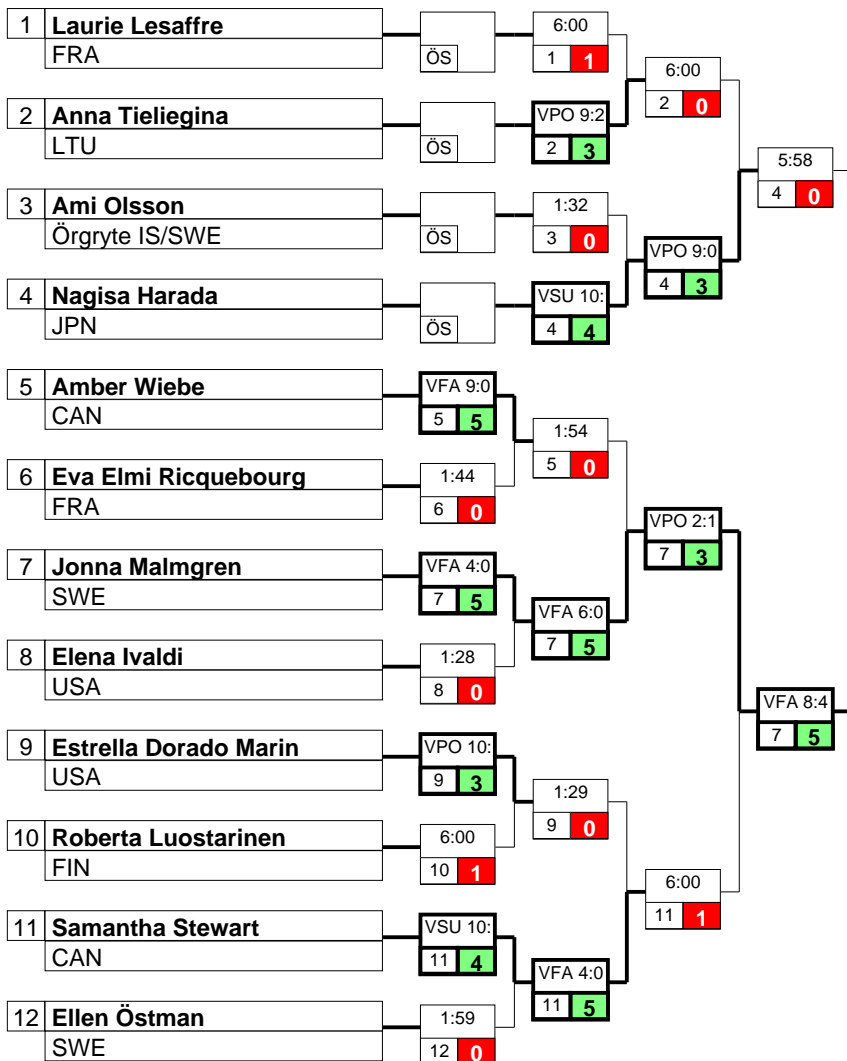 1 Laurie Lesaffre
FRA
ÖS
6:00
1 1
2 Anna Tieliegina
LTU
ÖS
VPO 9:2
2 3
6:00
2 0
3 Ami Olsson
Örgryte IS/SWE
ÖS
1:32
3 0
4 Nagisa Harada
JPN
ÖS
VSU 10:
4 4
VPO 9:0
4 3
5:58
4 0
5 Amber Wiebe
CAN
VFA 9:0
5 5
6 Eva Elmi Ricquebourg
FRA
1:44
6 0
1:54
5 0
7 Jonna Malmgren
SWE
VFA 4:0
7 5
8 Elena Ivaldi
USA
1:28
8 0
VFA 6:0
7 5
VPO 2:1
7 3
9 Estrella Dorado Marin
USA
VPO 10:
9 3
10 Roberta Luostarinen
FIN
6:00
10 1
1:29
9 0
11 Samantha Stewart
CAN
VSU 10:
11 4
12 Ellen Östman
SWE
1:59
12 0
VFA 4:0
11 5
6:00
11 1
VFA 8:4
7 5